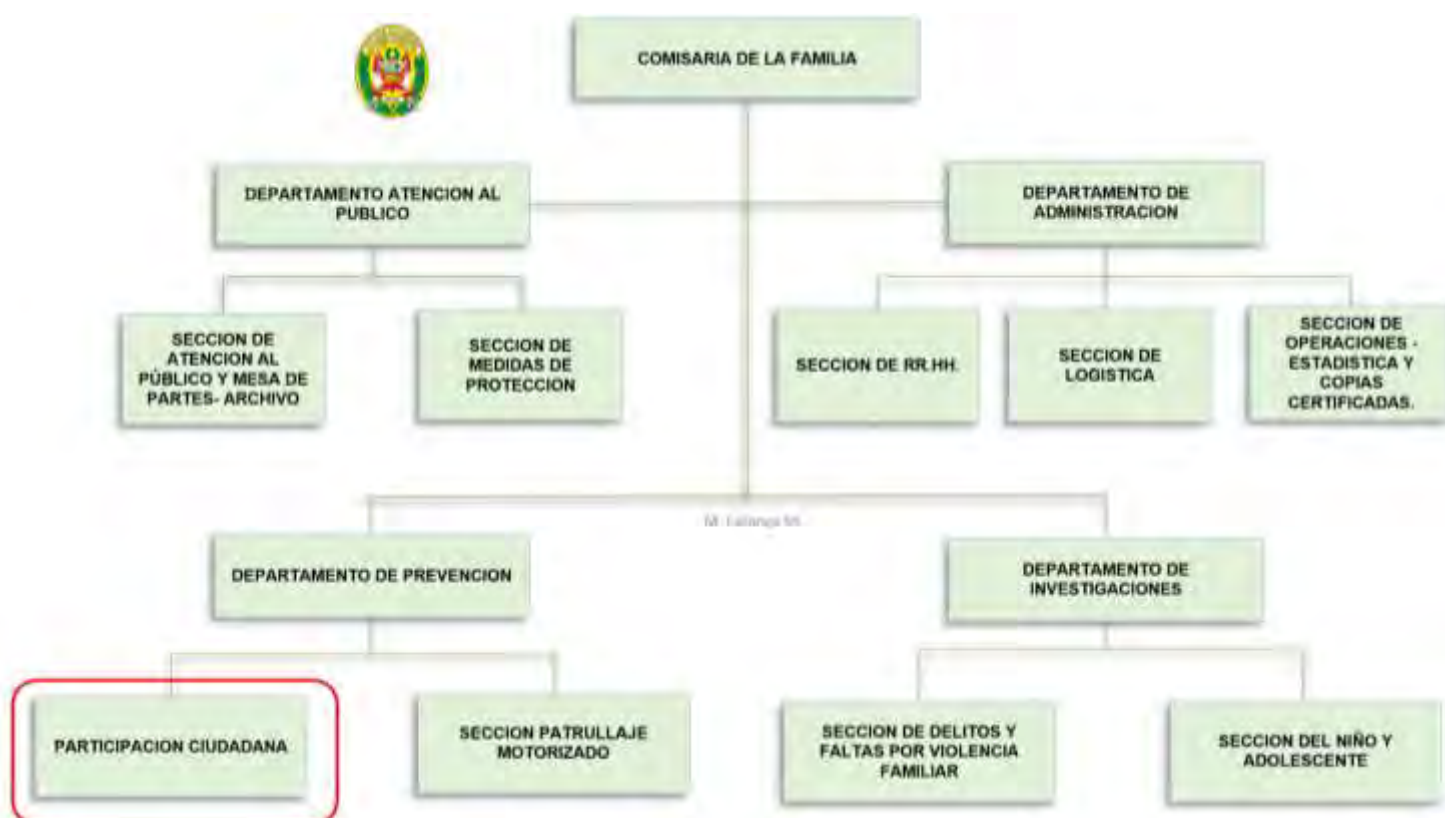 COMISARIA DE LA FAMILIA
DEPARTAMENTO ATENCION AL
PUBLICO
DEPARTAMENTO DE
ADMINISTRACION
SECCION DE
ATENCION AL
PÚBLICO Y MESA DE
PARTES- ARCHIVO
SECCION DE
MEDIDAS DE
PROTECCION
SECCION DE RR.HH.
SECCION DE
LOGISTICA
SECCION DE
OPERACIONES -
ESTADISTICA Y
COPIAS
CERTIFICADAS.
DEPARTAMENTO DE PREVENCION
DEPARTAMENTO DE
INVESTIGACIONES
PARTICIPACION CIUDADANA
SECCION PATRULLAJE
MOTORIZADO
SECCION DE DELITOS Y
FALTAS POR VIOLENCIA
FAMILIAR
SECCION DEL NIÑO Y
ADOLESCENTE